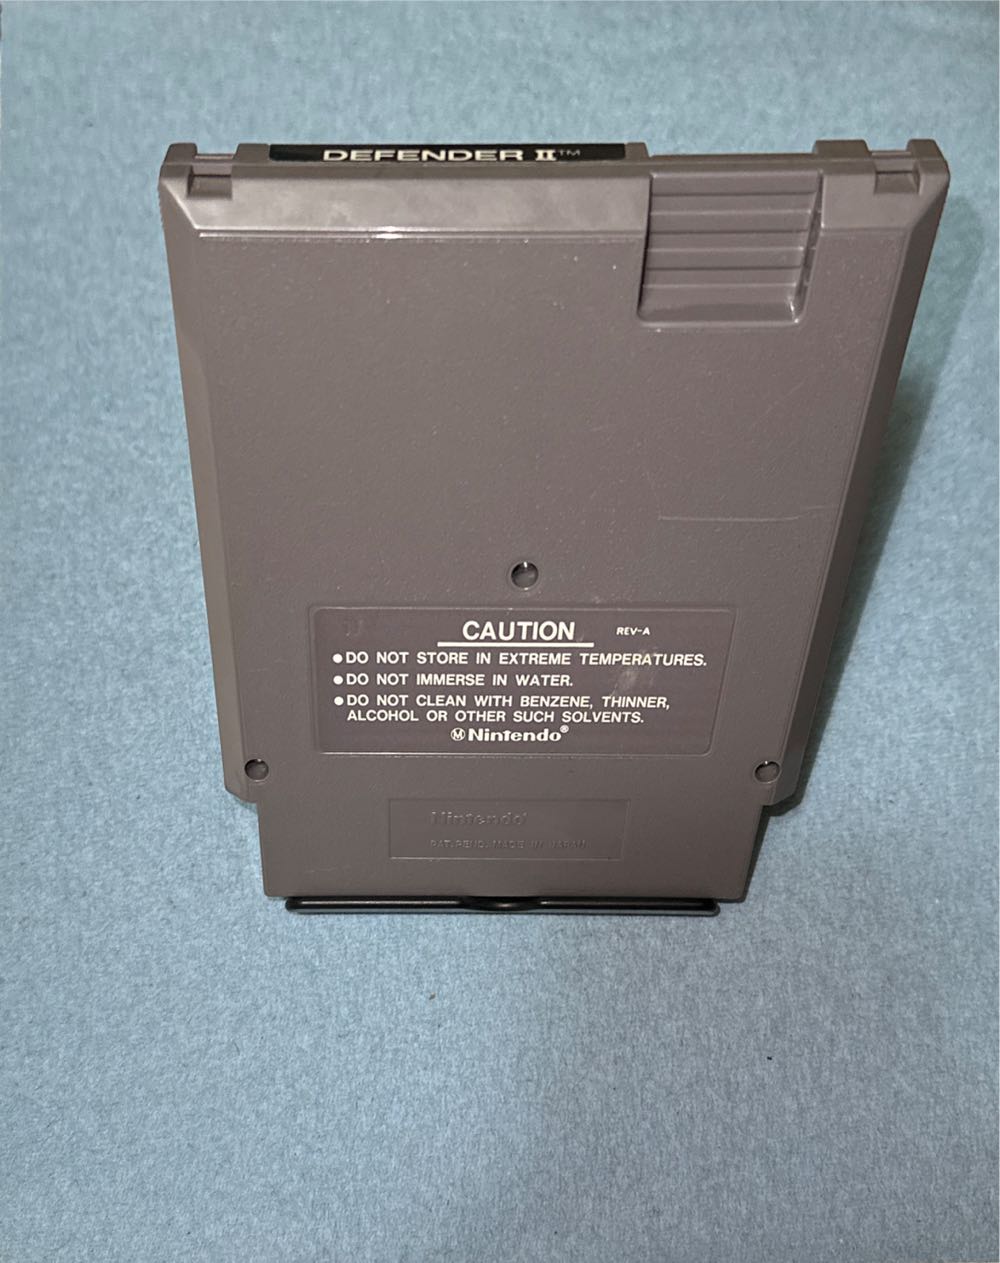 DEFENDER II™
CAUTION REV-A
●DO NOT STORE IN EXTREME TEMPERATURES.
●DO NOT IMMERSE IN WATER.
●DO NOT CLEAN WITH BENZENE, THINNER,
ALCOHOL OR OTHER SUCH SOLVENTS.
Ⓜ Nintendo®
Nintendo®
PAT. PEND. MADE IN JAPAN